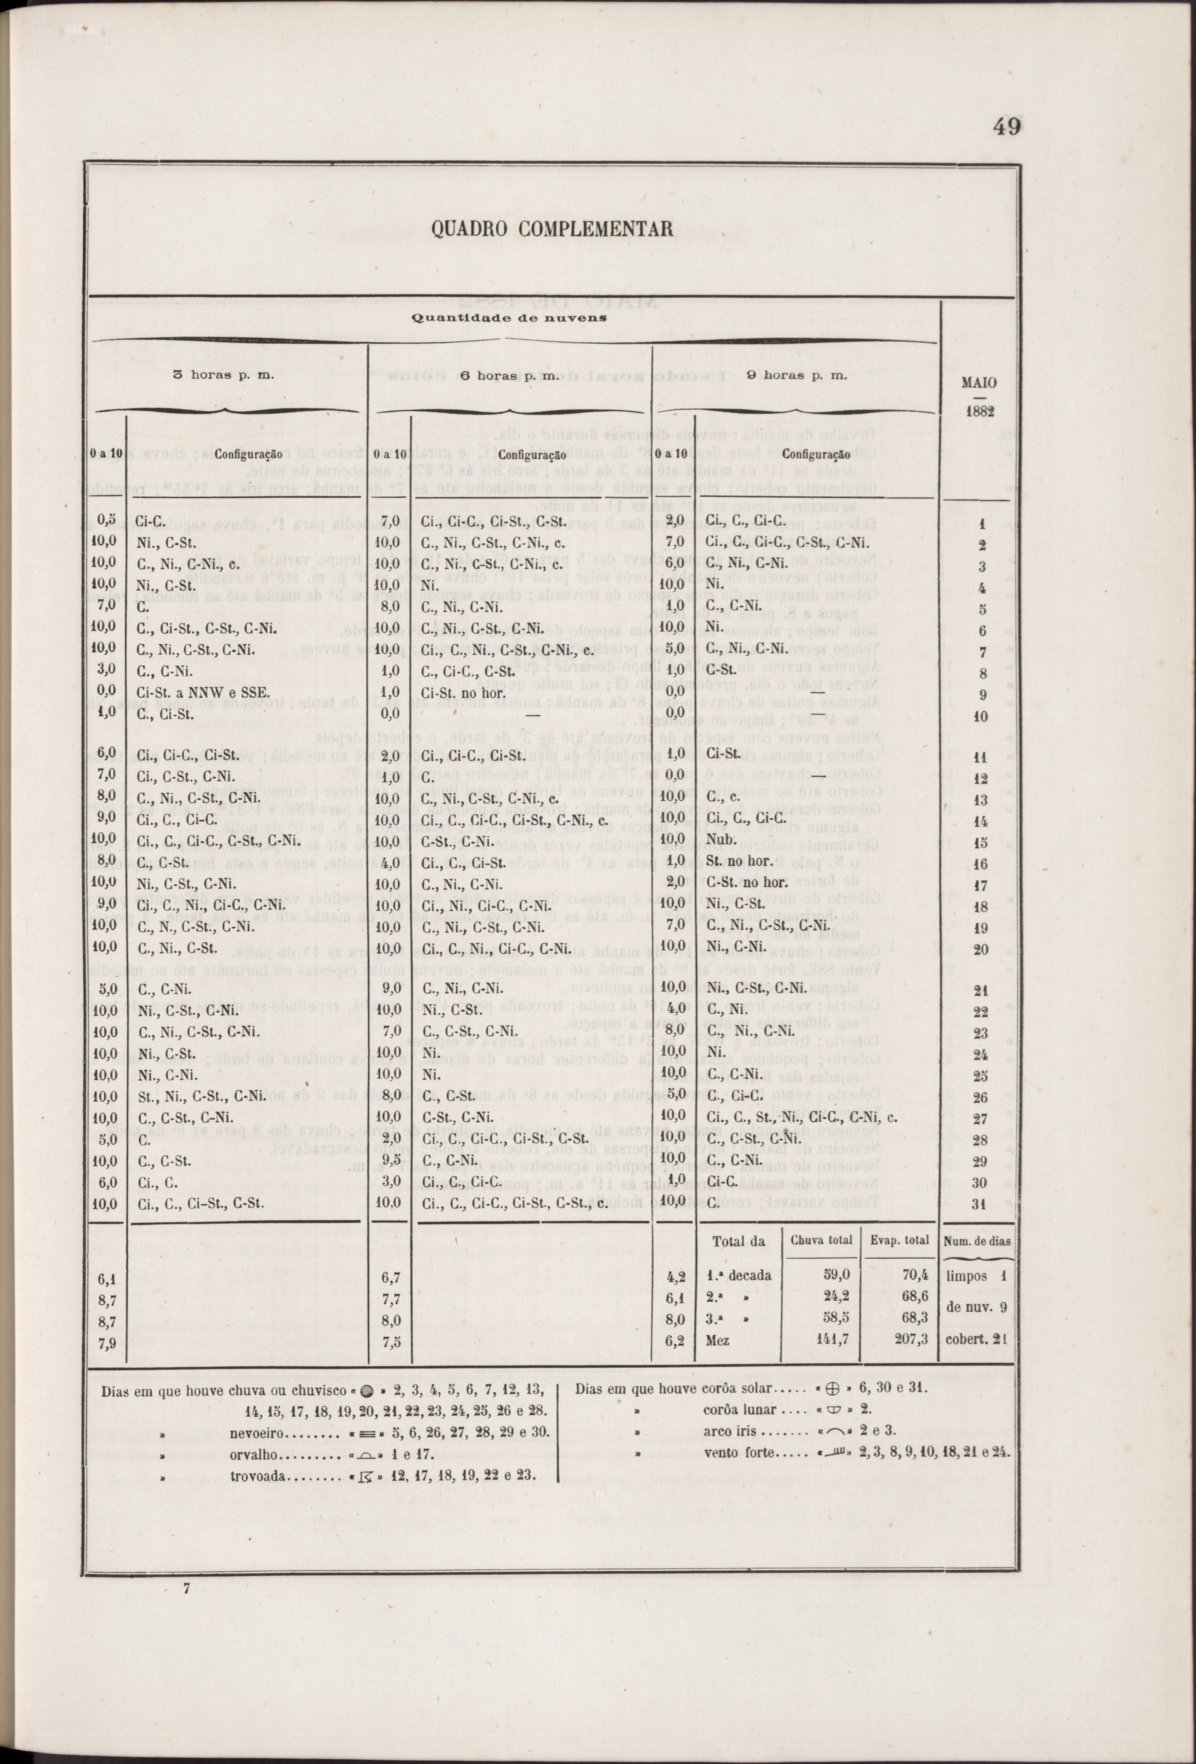 49
QUADRO COMPLEMENTAR
Quantidade de nuvens
3 horas p. m. 6 horas p. m. 9 horas p. m. MAIO
1882
0 a 10 Configuração 0 a 10 Configuração 0 a 10 Configuração
0,5 Ci-C. 7,0 Ci., Ci-C., Ci-St., C-St. 2,0 Ci., C., Ci-C. 1
10,0 Ni., C-St. 10,0 C., Ni., C-St., C-Ni., c. 7,0 Ci., C., Ci-C., C-St., C-Ni. 2
10,0 C., Ni., C-Ni., c. 10,0 C., Ni., C-St., C-Ni., c. 6,0 C., Ni., C-Ni. 3
10,0 Ni., C-St. 10,0 Ni. 10,0 Ni. 4
7,0 C. 8,0 C., Ni., C-Ni. 1,0 C., C-Ni. 5
10,0 C., Ci-St., C-St., C-Ni. 10,0 C., Ni., C-St., C-Ni. 10,0 Ni. 6
10,0 C., Ni., C-St., C-Ni. 10,0 Ci., C., Ni., C-St., C-Ni., c. 5,0 C., Ni., C-Ni. 7
3,0 C., C-Ni. 1,0 C., Ci-C., C-St. 1,0 C-St. 8
0,0 Ci-St. a NNW e SSE. 1,0 Ci-St. no hor. 0,0 — 9
1,0 C., Ci-St. 0,0 — 0,0 — 10
6,0 Ci., Ci-C., Ci-St. 2,0 Ci., Ci-C., Ci-St. 1,0 Ci-St. 11
7,0 Ci., C-St., C-Ni. 1,0 C. 0,0 — 12
8,0 C., Ni., C-St., C-Ni. 10,0 C., Ni., C-St., C-Ni., c. 10,0 C., c. 13
9,0 Ci., C., Ci-C. 10,0 Ci., C., Ci-C., Ci-St., C-Ni., c. 10,0 Ci., C., Ci-C. 14
10,0 Ci., C., Ci-C., C-St., C-Ni. 10,0 C-St., C-Ni. 10,0 Nub. 15
8,0 C., C-St. 4,0 Ci., C., Ci-St. 1,0 St. no hor. 16
10,0 Ni., C-St., C-Ni. 10,0 C., Ni., C-Ni. 2,0 C-St. no hor. 17
9,0 Ci., C., Ni., Ci-C., C-Ni. 10,0 Ci., Ni., Ci-C., C-Ni. 10,0 Ni., C-St. 18
10,0 C., N., C-St., C-Ni. 10,0 C., Ni., C-St., C-Ni. 7,0 C., Ni., C-St., C-Ni. 19
10,0 C., Ni., C-St. 10,0 Ci., C., Ni., Ci-C., C-Ni. 10,0 Ni., C-Ni. 20
5,0 C., C-Ni. 9,0 C., Ni., C-Ni. 10,0 Ni., C-St., C-Ni. 21
10,0 Ni., C-St., C-Ni. 10,0 Ni., C-St. 4,0 C., Ni. 22
10,0 C., Ni., C-St., C-Ni. 7,0 C., C-St., C-Ni. 8,0 C., Ni., C-Ni. 23
10,0 Ni., C-St. 10,0 Ni. 10,0 Ni. 24
10,0 Ni., C-Ni. 10,0 Ni. 10,0 C., C-Ni. 25
10,0 St., Ni., C-St., C-Ni. 8,0 C., C-St. 5,0 C., Ci-C. 26
10,0 C., C-St., C-Ni. 10,0 C-St., C-Ni. 10,0 Ci., C., St., Ni., Ci-C., C-Ni, c. 27
5,0 C. 2,0 Ci., C., Ci-C., Ci-St., C-St. 10,0 C., C-St., C-Ni. 28
10,0 C., C-St. 9,5 C., C-Ni. 10,0 C., C-Ni. 29
6,0 Ci., C. 3,0 Ci., C., Ci-C. 1,0 Ci-C. 30
10,0 Ci., C., Ci-St., C-St. 10,0 Ci., C., Ci-C., Ci-St., C-St., c. 10,0 C. 31
Total da Chuva total Evap. total Num. de dias
6,1 6,7 4,2 1.ª decada 59,0 70,4 limpos 1
8,7 7,7 6,1 2.ª » 24,2 68,6
de nuv. 9
8,7 8,0 8,0 3.ª » 58,5 68,3
7,9 7,5 6,2 Mez 141,7 207,3 cobert. 21
Dias em que houve chuva ou chuvisco « » 2, 3, 4, 5, 6, 7, 12, 13,
14, 15, 17, 18, 19, 20, 21, 22, 23, 24, 25, 26 e 28.
» nevoeiro........ «≡» 5, 6, 26, 27, 28, 29 e 30.
» orvalho......... « » 1 e 17.
» trovoada........ « » 12, 17, 18, 19, 22 e 23.
Dias em que houve corôa solar..... «⊕» 6, 30 e 31.
» corôa lunar .... « » 2.
» arco iris ....... «⌒» 2 e 3.
» vento forte..... « » 2, 3, 8, 9, 10, 18, 21 e 24.
7